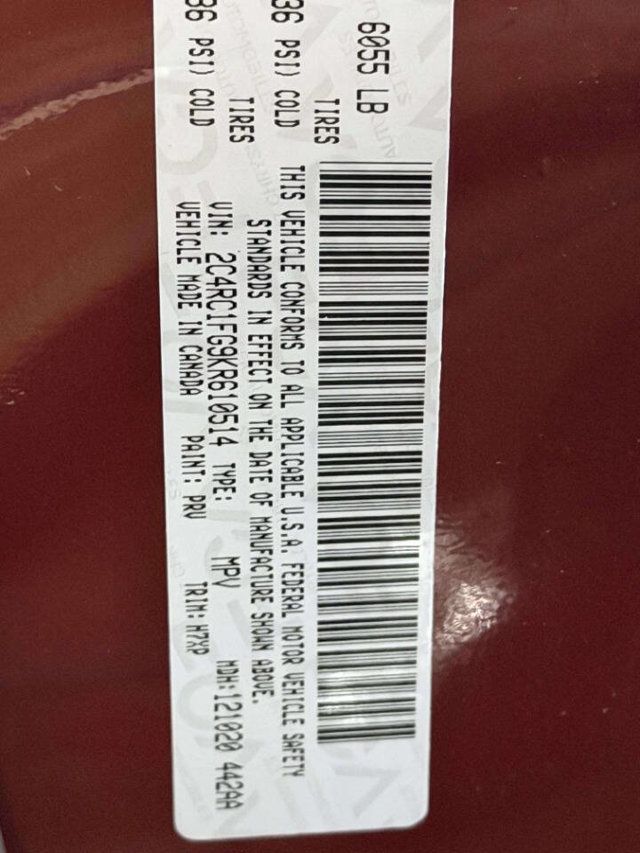 6055 LB
TIRES
36 PSI) COLD
TIRES
36 PSI) COLD
THIS VEHICLE CONFORMS TO ALL APPLICABLE U.S.A. FEDERAL MOTOR VEHICLE SAFETY
STANDARDS IN EFFECT ON THE DATE OF MANUFACTURE SHOWN ABOVE.
VIN: 2C4RC1FG9KR610514 TYPE: MPV MDH:121020 442AA
VEHICLE MADE IN CANADA PAINT: PRV TRIM: H7XP